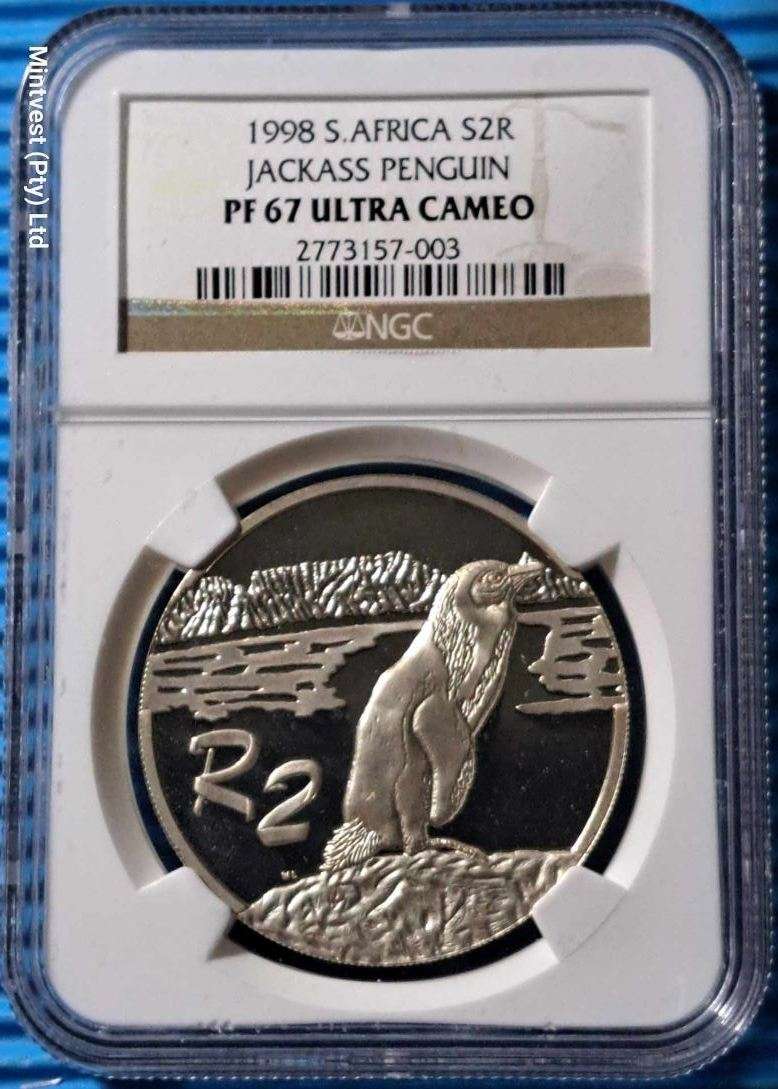 Mintvest (Pty) Ltd
1998 S.AFRICA S2R
JACKASS PENGUIN
PF 67 ULTRA CAMEO
2773157-003
NGC
R2